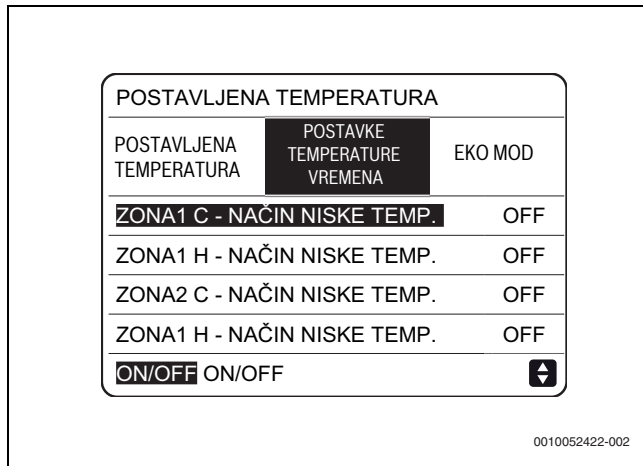 POSTAVLJENA TEMPERATURA
POSTAVLJENA
TEMPERATURA
POSTAVKE
TEMPERATURE
VREMENA
EKO MOD
ZONA1 C - NAČIN NISKE TEMP. OFF
ZONA1 H - NAČIN NISKE TEMP. OFF
ZONA2 C - NAČIN NISKE TEMP. OFF
ZONA1 H - NAČIN NISKE TEMP. OFF
ON/OFF ON/OFF
0010052422-002